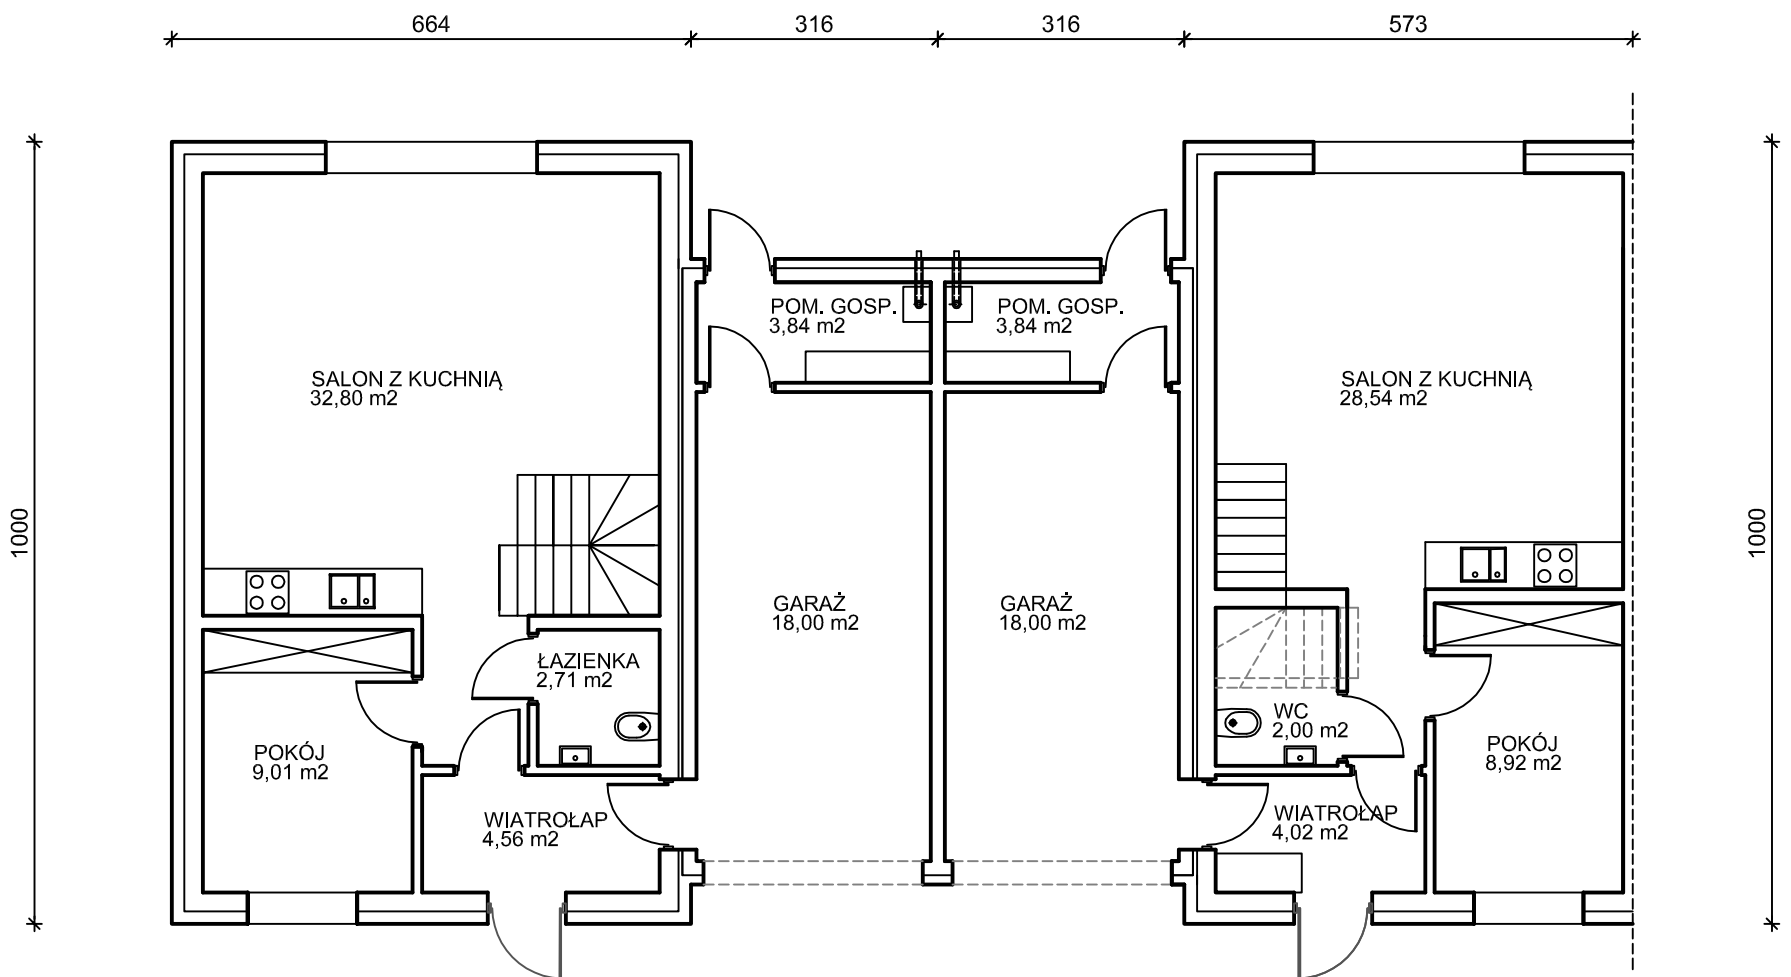 664
316
316
573
1000
1000
POM. GOSP.
3,84 m2
POM. GOSP.
3,84 m2
SALON Z KUCHNIĄ
32,80 m2
SALON Z KUCHNIĄ
28,54 m2
GARAŻ
18,00 m2
GARAŻ
18,00 m2
ŁAZIENKA
2,71 m2
WC
2,00 m2
POKÓJ
9,01 m2
POKÓJ
8,92 m2
WIATROŁAP
4,56 m2
WIATROŁAP
4,02 m2